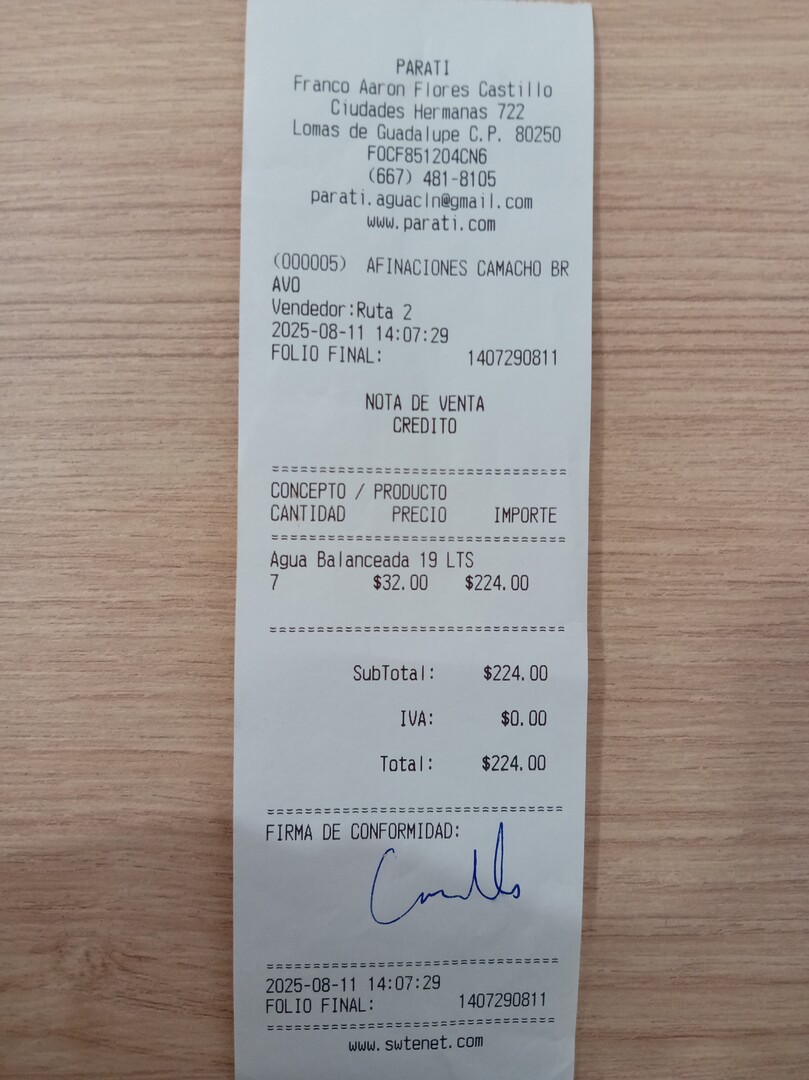 PARATI
Franco Aaron Flores Castillo
Ciudades Hermanas 722
Lomas de Guadalupe C.P. 80250
FOCF851204CN6
(667) 481-8105
parati.aguacln@gmail.com
www.parati.com
(000005) AFINACIONES CAMACHO BR
AVO
Vendedor:Ruta 2
2025-08-11 14:07:29
FOLIO FINAL: 1407290811
NOTA DE VENTA
CREDITO
================================
CONCEPTO / PRODUCTO
CANTIDAD PRECIO IMPORTE
================================
Agua Balanceada 19 LTS
7 $32.00 $224.00
================================
SubTotal: $224.00
IVA: $0.00
Total: $224.00
================================
FIRMA DE CONFORMIDAD:
================================
2025-08-11 14:07:29
FOLIO FINAL: 1407290811
================================
www.swtenet.com